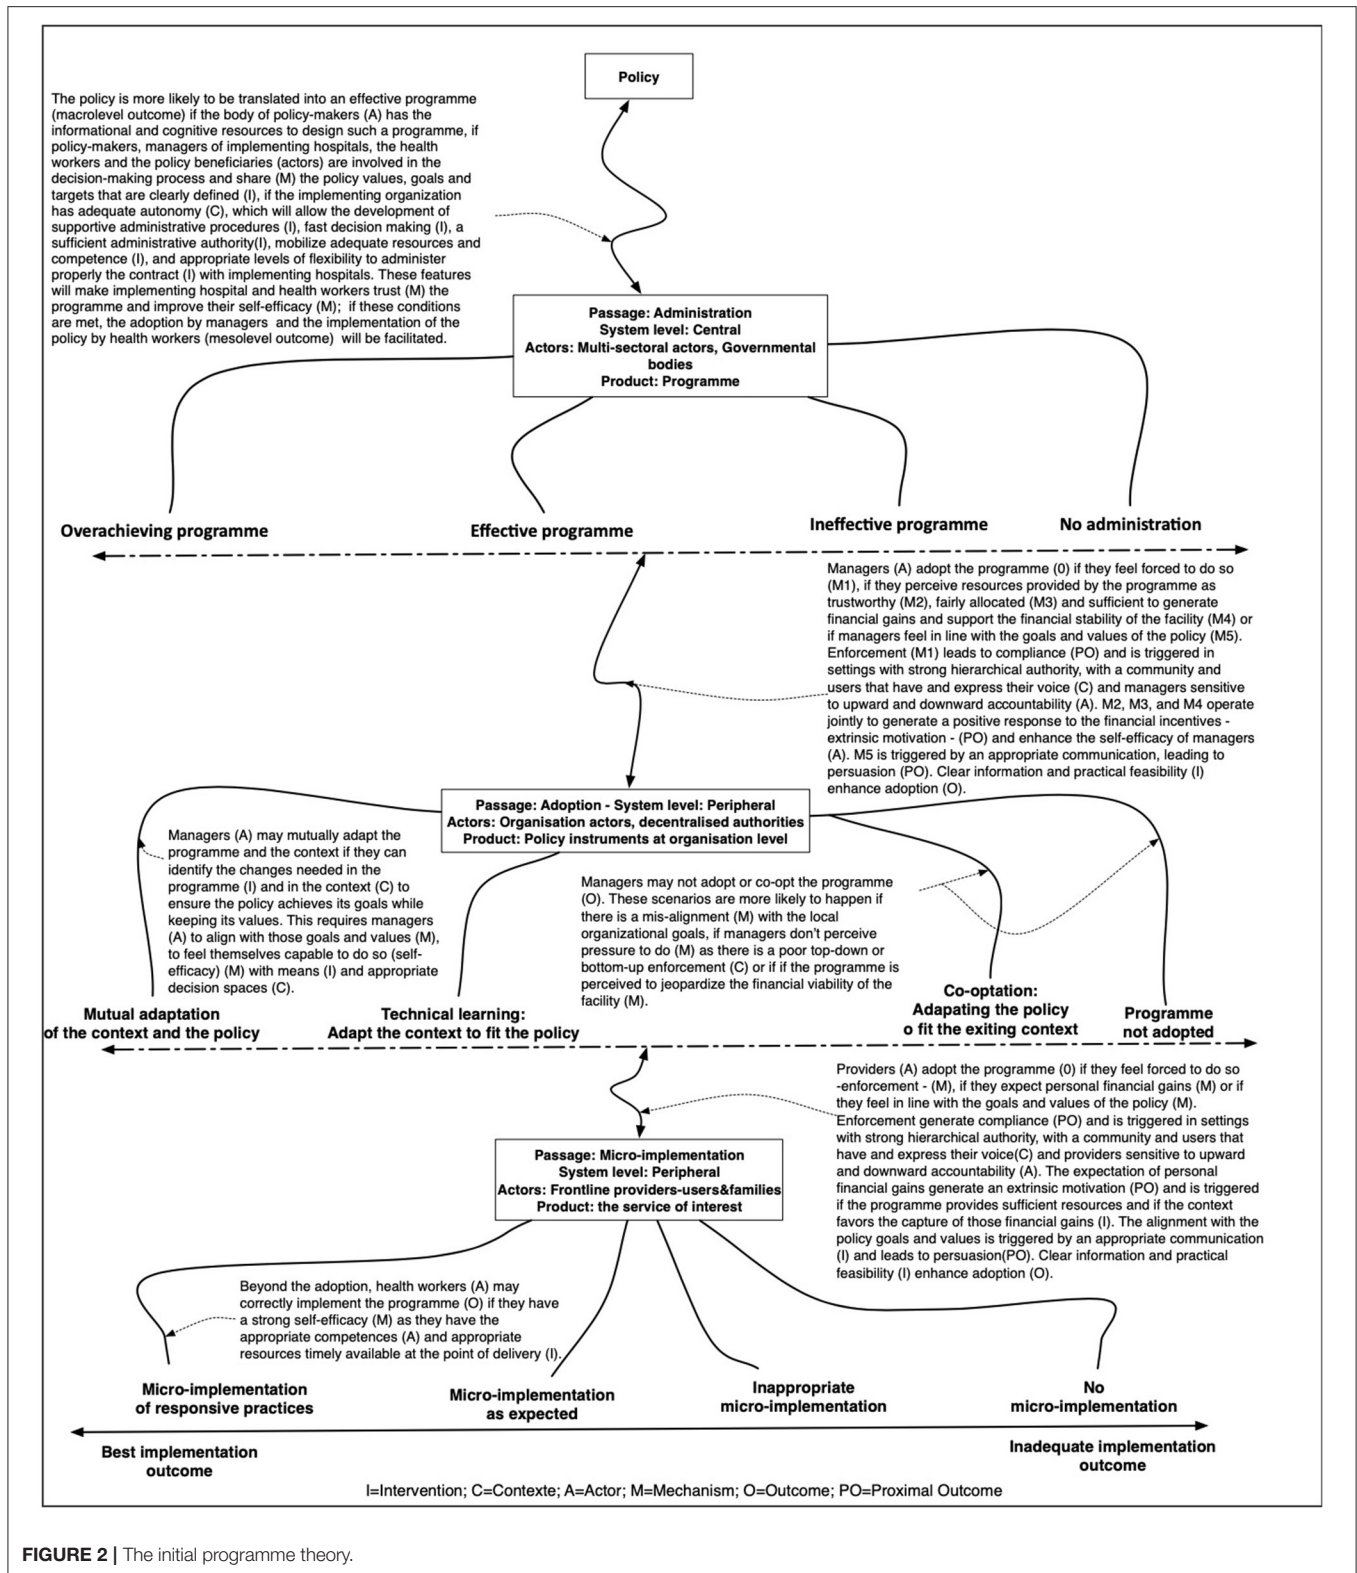 Policy
The policy is more likely to be translated into an effective programme
(macrolevel outcome) if the body of policy-makers (A) has the
informational and cognitive resources to design such a programme, if
policy-makers, managers of implementing hospitals, the health
workers and the policy beneficiaries (actors) are involved in the
decision-making process and share (M) the policy values, goals and
targets that are clearly defined (I), if the implementing organization
has adequate autonomy (C), which will allow the development of
supportive administrative procedures (I), fast decision making (I), a
sufficient administrative authority(I), mobilize adequate resources and
competence (I), and appropriate levels of flexibility to administer
properly the contract (I) with implementing hospitals. These features
will make implementing hospital and health workers trust (M) the
programme and improve their self-efficacy (M); if these conditions
are met, the adoption by managers and the implementation of the
policy by health workers (mesolevel outcome) will be facilitated.
Passage: Administration
System level: Central
Actors: Multi-sectoral actors, Governmental
bodies
Product: Programme
Overachieving programme
Effective programme
Ineffective programme
No administration
Managers (A) adopt the programme (0) if they feel forced to do so
(M1), if they perceive resources provided by the programme as
trustworthy (M2), fairly allocated (M3) and sufficient to generate
financial gains and support the financial stability of the facility (M4) or
if managers feel in line with the goals and values of the policy (M5).
Enforcement (M1) leads to compliance (PO) and is triggered in
settings with strong hierarchical authority, with a community and
users that have and express their voice (C) and managers sensitive
to upward and downward accountability (A). M2, M3, and M4 operate
jointly to generate a positive response to the financial incentives -
extrinsic motivation - (PO) and enhance the self-efficacy of managers
(A). M5 is triggered by an appropriate communication, leading to
persuasion (PO). Clear information and practical feasibility (I)
enhance adoption (O).
Passage: Adoption - System level: Peripheral
Actors: Organisation actors, decentralised authorities
Product: Policy instruments at organisation level
Managers (A) may mutually adapt the
programme and the context if they can
identify the changes needed in the
programme (I) and in the context (C) to
ensure the policy achieves its goals while
keeping its values. This requires managers
(A) to align with those goals and values (M),
to feel themselves capable to do so (self-
efficacy) (M) with means (I) and appropriate
decision spaces (C).
Managers may not adopt or co-opt the programme
(O). These scenarios are more likely to happen if
there is a mis-alignment (M) with the local
organizational goals, if managers don't perceive
pressure to do (M) as there is a poor top-down or
bottom-up enforcement (C) or if if the programme is
perceived to jeopardize the financial viability of the
facility (M).
Mutual adaptation
of the context and the policy
Technical learning:
Adapt the context to fit the policy
Co-optation:
Adapating the policy
o fit the exiting context
Programme
not adopted
Providers (A) adopt the programme (0) if they feel forced to do so
-enforcement - (M), if they expect personal financial gains (M) or if
they feel in line with the goals and values of the policy (M).
Enforcement generate compliance (PO) and is triggered in settings
with strong hierarchical authority, with a community and users that
have and express their voice(C) and providers sensitive to upward
and downward accountability (A). The expectation of personal
financial gains generate an extrinsic motivation (PO) and is triggered
if the programme provides sufficient resources and if the context
favors the capture of those financial gains (I). The alignment with the
policy goals and values is triggered by an appropriate communication
(I) and leads to persuasion(PO). Clear information and practical
feasibility (I) enhance adoption (O).
Passage: Micro-implementation
System level: Peripheral
Actors: Frontline providers-users&families
Product: the service of interest
Beyond the adoption, health workers (A) may
correctly implement the programme (O) if they have
a strong self-efficacy (M) as they have the
appropriate competences (A) and appropriate
resources timely available at the point of delivery (I).
Micro-implementation
of responsive practices
Micro-implementation
as expected
Inappropriate
micro-implementation
No
micro-implementation
Best implementation
outcome
Inadequate implementation
outcome
I=Intervention; C=Contexte; A=Actor; M=Mechanism; O=Outcome; PO=Proximal Outcome
FIGURE 2 | The initial programme theory.